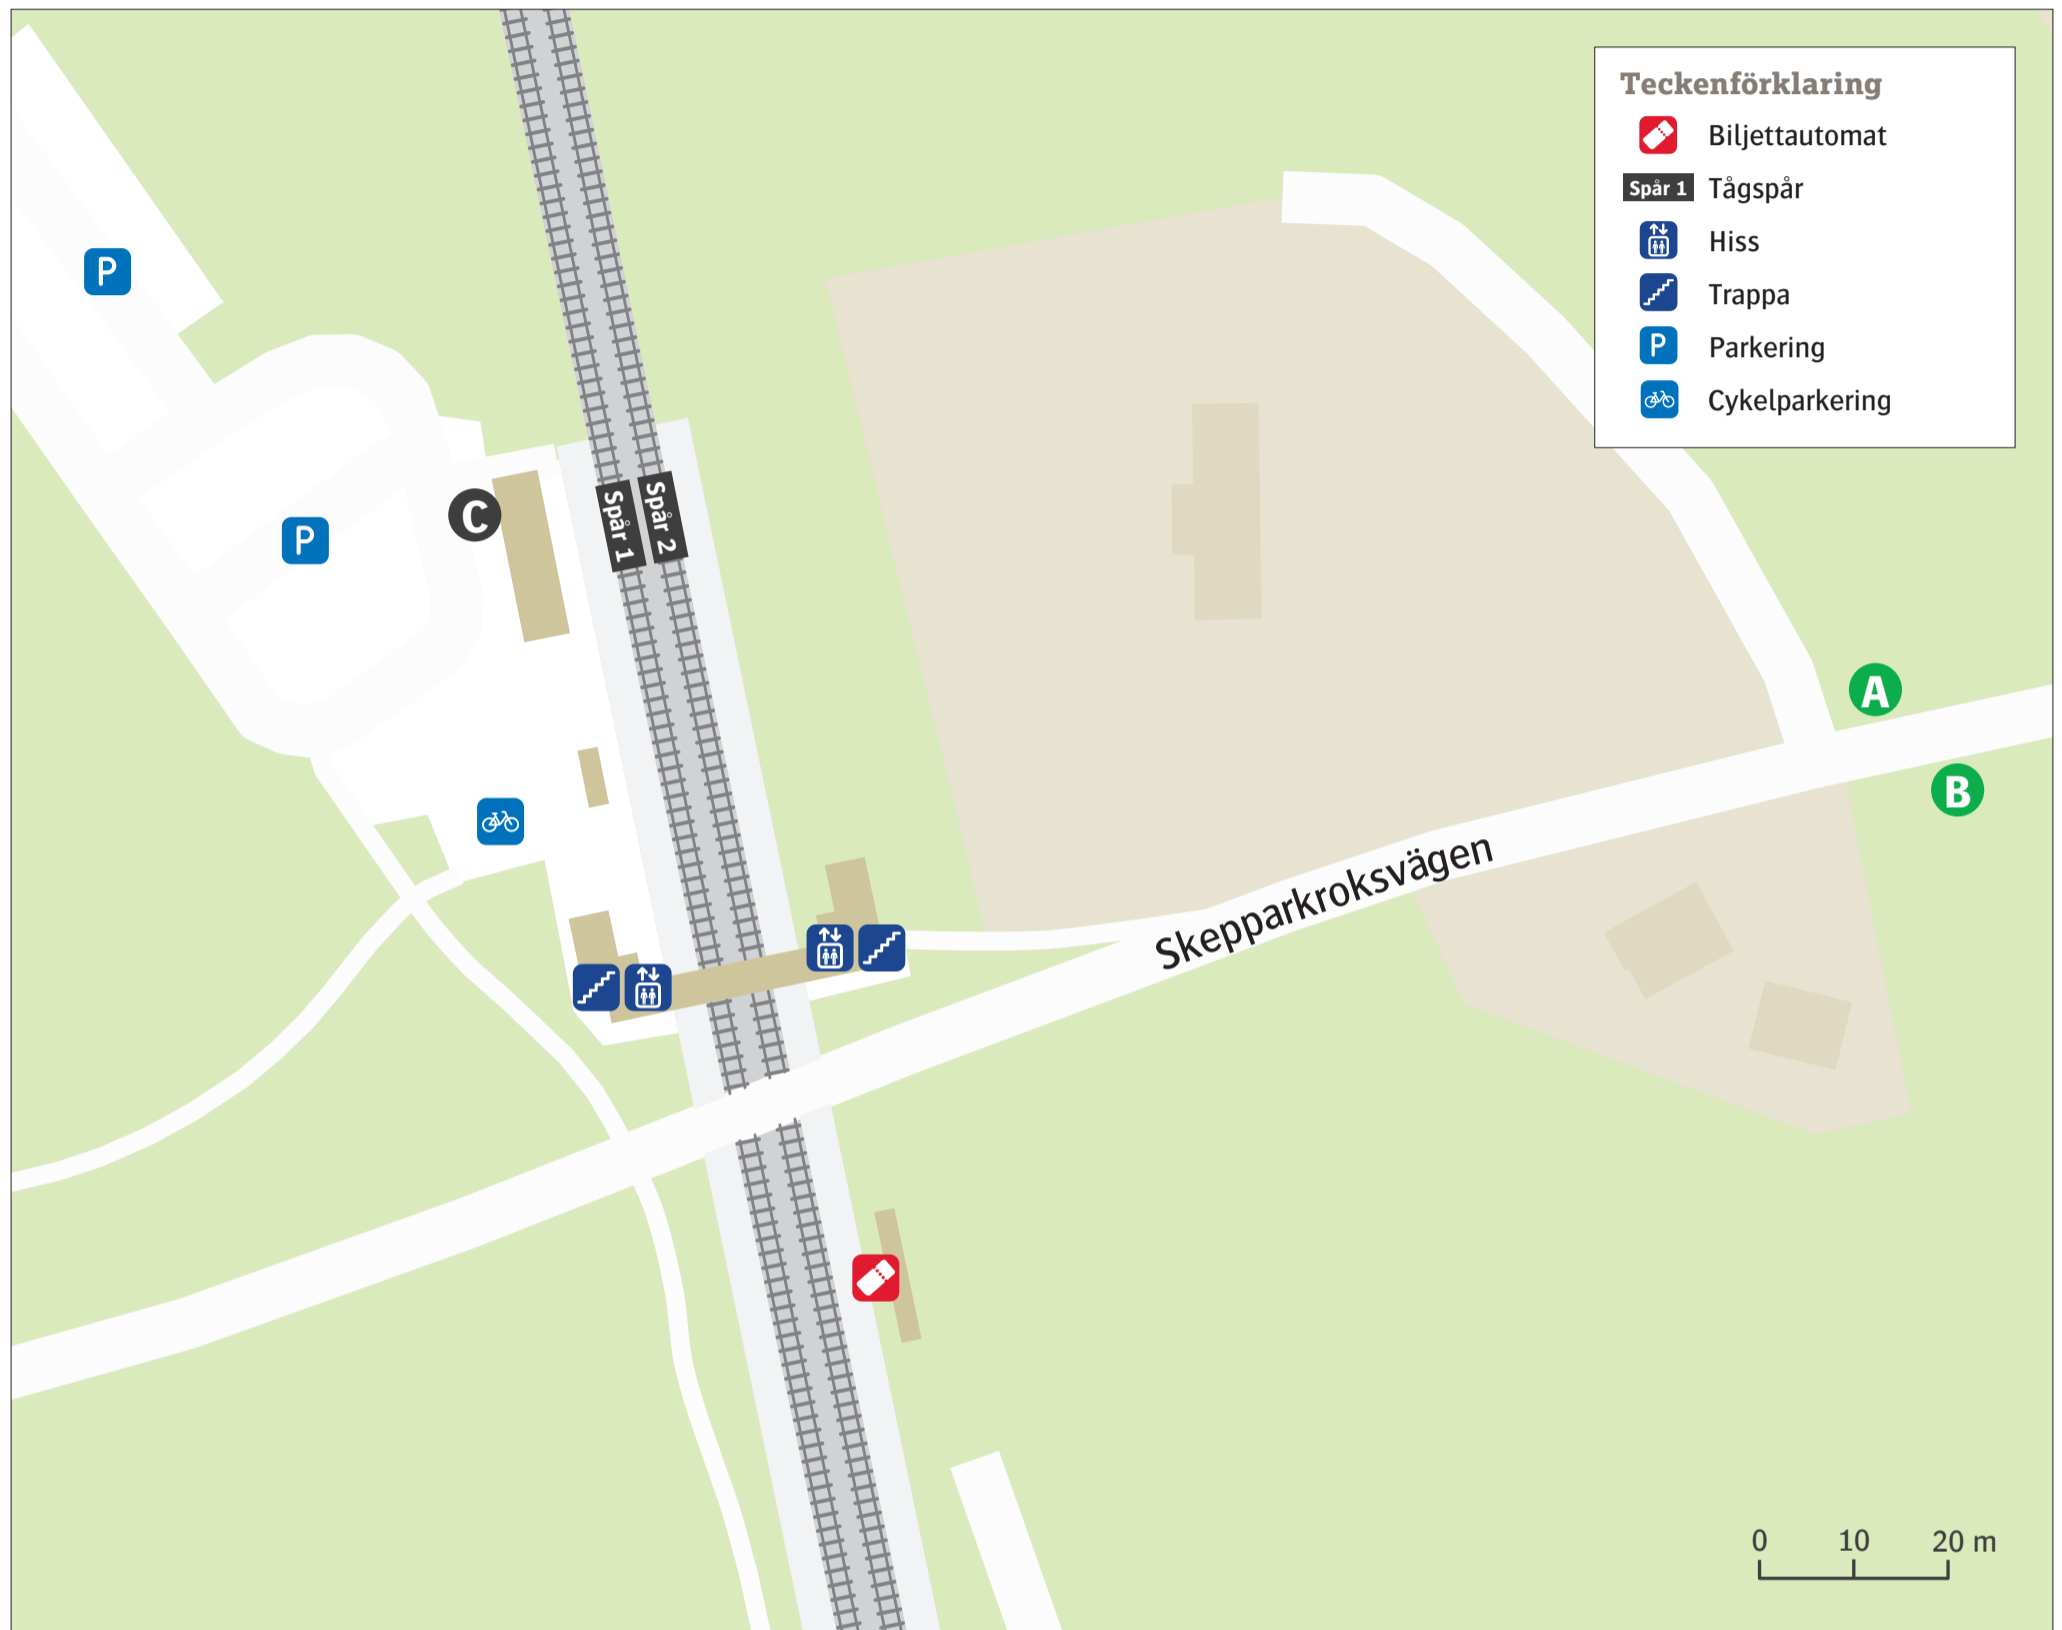 Teckenförklaring
Biljettautomat
Spår 1 Tågspår
Hiss
Trappa
P Parkering
Cykelparkering
P
P
C
Spår 1
Spår 2
A
B
Skepparkroksvägen
0 10 20 m